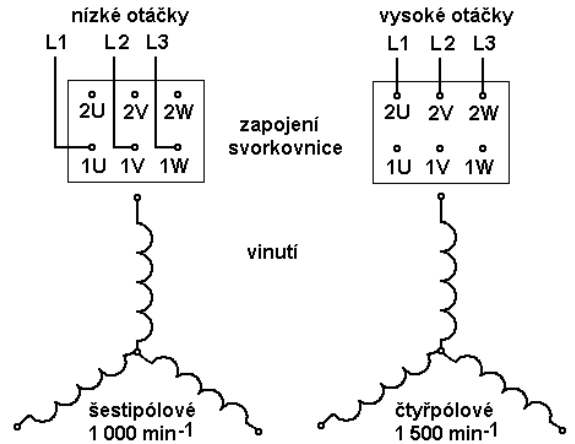 nízké otáčky
vysoké otáčky
L1 L2 L3
L1 L2 L3
2U 2V 2W
2U 2V 2W
zapojení
svorkovnice
1U 1V 1W
1U 1V 1W
vinutí
šestipólové
1 000 min-1
čtyřpólové
1 500 min-1